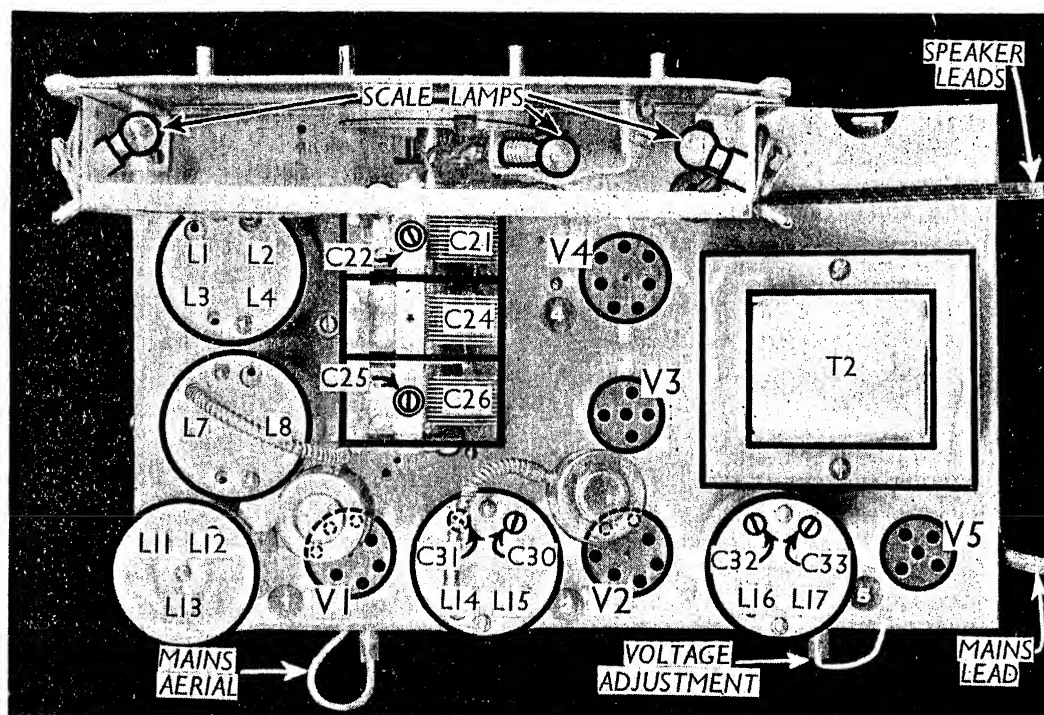 SPEAKER
LEADS
SCALE LAMPS
L1 L2
L3 L4
C22
C21
C24
C25
C26
V4
4
V3
T2
L7 L8
L11 L12
L13
V1
C31 C30
L14 L15
V2
C32 C33
L16 L17
V5
MAINS
AERIAL
VOLTAGE
ADJUSTMENT
MAINS
LEAD